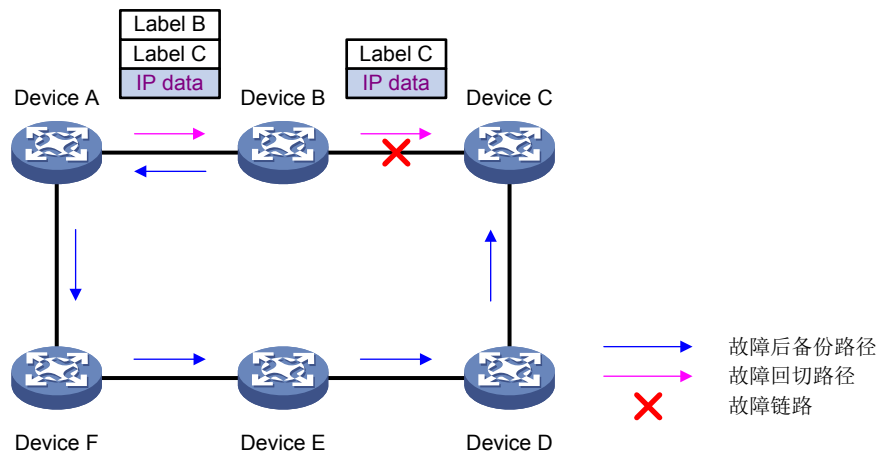 Label B
Label C
IP data
Label C
IP data
Device A
Device B
Device C
Device F
Device E
Device D
故障后备份路径
故障回切路径
故障链路